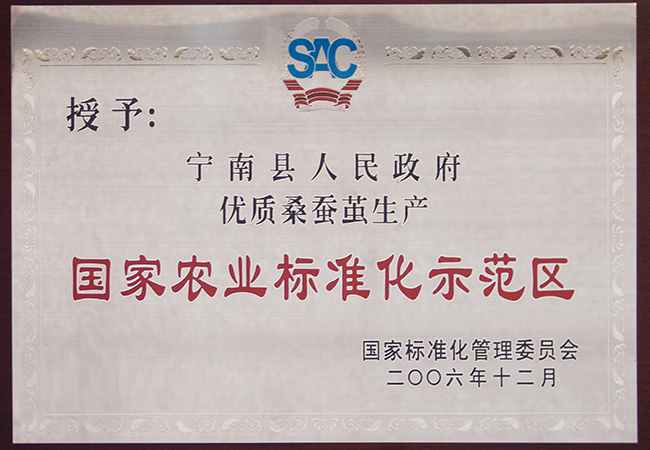 SAC
授予:
宁南县人民政府
优质桑蚕茧生产
国家农业标准化示范区
国家标准化管理委员会
二〇〇六年十二月